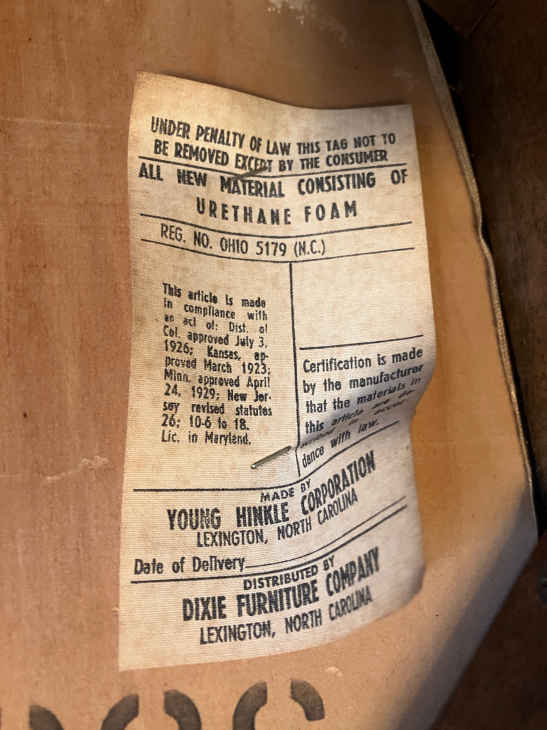 UNDER PENALTY OF LAW THIS TAG NOT TO
BE REMOVED EXCEPT BY THE CONSUMER
ALL NEW MATERIAL CONSISTING OF
URETHANE FOAM
REG. NO. OHIO 5179 (N.C.)
This article is made
in compliance with
an act of: Dist. of
Col. approved July 3,
1926; Kansas, ap-
proved March 1923;
Minn. approved April
24, 1929; New Jer-
sey revised statutes
26; 10-6 to 18.
Lic. in Maryland.
Certification is made
by the manufacturer
that the materials in
this article are de-
in accor-
dance with law.
MADE BY
YOUNG HINKLE CORPORATION
LEXINGTON, NORTH CAROLINA
Date of Delivery
DISTRIBUTED BY
DIXIE FURNITURE COMPANY
LEXINGTON, NORTH CAROLINA